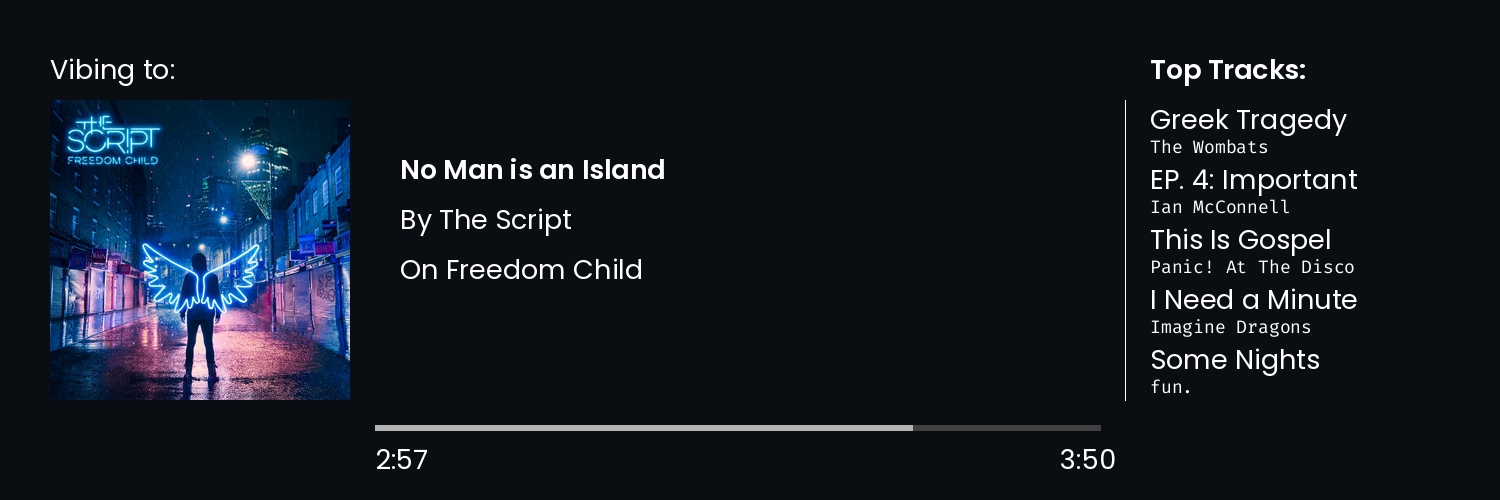 Vibing to:
THE
SCRIPT
FREEDOM CHILD
No Man is an Island
By The Script
On Freedom Child
2:57
3:50
Top Tracks:
Greek Tragedy
The Wombats
EP. 4: Important
Ian McConnell
This Is Gospel
Panic! At The Disco
I Need a Minute
Imagine Dragons
Some Nights
fun.